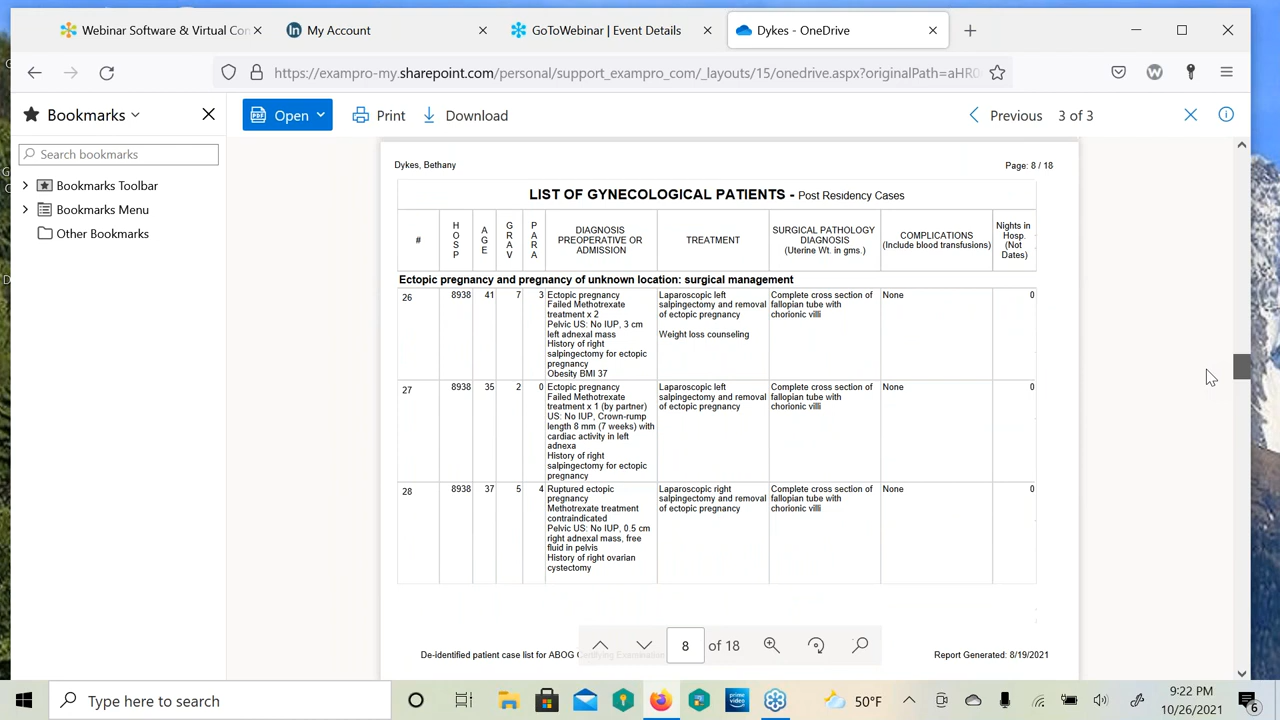 Webinar Software & Virtual Con
My Account
GoToWebinar | Event Details
Dykes - OneDrive
https://exampro-my.sharepoint.com/personal/support_exampro_com/_layouts/15/onedrive.aspx?originalPath=aHR0
Bookmarks
Open
Print
Download
Previous
3 of 3
Search bookmarks
Bookmarks Toolbar
Bookmarks Menu
Other Bookmarks
Dykes, Bethany
Page: 8 / 18
LIST OF GYNECOLOGICAL PATIENTS - Post Residency Cases
#
HOSP
AGE
GRAV
PARA
DIAGNOSIS
PREOPERATIVE OR
ADMISSION
TREATMENT
SURGICAL PATHOLOGY
DIAGNOSIS
(Uterine Wt. in gms.)
COMPLICATIONS
(Include blood transfusions)
Nights in
Hosp.
(Not
Dates)
Ectopic pregnancy and pregnancy of unknown location: surgical management
26
8938
41
7
3
Ectopic pregnancy
Failed Methotrexate
treatment x 2
Pelvic US: No IUP, 3 cm
left adnexal mass
History of right
salpingectomy for ectopic
pregnancy
Obesity BMI 37
Laparoscopic left
salpingectomy and removal
of ectopic pregnancy
Weight loss counseling
Complete cross section of
fallopian tube with
chorionic villi
None
0
27
8938
35
2
0
Ectopic pregnancy
Failed Methotrexate
treatment x 1 (by partner)
US: No IUP, Crown-rump
length 8 mm (7 weeks) with
cardiac activity in left
adnexa
History of right
salpingectomy for ectopic
pregnancy
Laparoscopic left
salpingectomy and removal
of ectopic pregnancy
Complete cross section of
fallopian tube with
chorionic villi
None
0
28
8938
37
5
4
Ruptured ectopic
pregnancy
Methotrexate treatment
contraindicated
Pelvic US: No IUP, 0.5 cm
right adnexal mass, free
fluid in pelvis
History of right ovarian
cystectomy
Laparoscopic right
salpingectomy and removal
of ectopic pregnancy
Complete cross section of
fallopian tube with
chorionic villi
None
0
8 of 18
De-identified patient case list for ABOG Certifying Examination
Report Generated: 8/19/2021
Type here to search
50°F
9:22 PM
10/26/2021
6